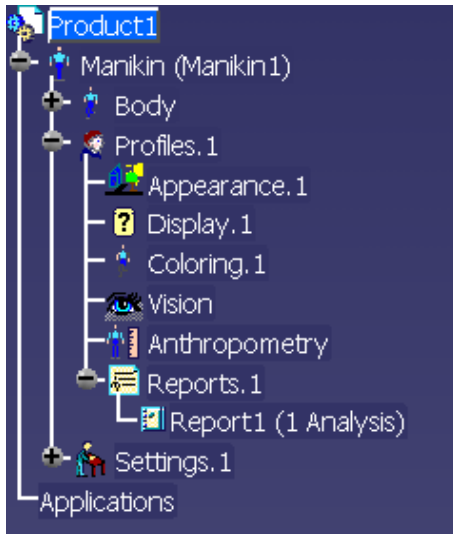 Product1
Manikin (Manikin1)
Body
Profiles.1
Appearance.1
Display.1
Coloring.1
Vision
Anthropometry
Reports.1
Report1 (1 Analysis)
Settings.1
Applications